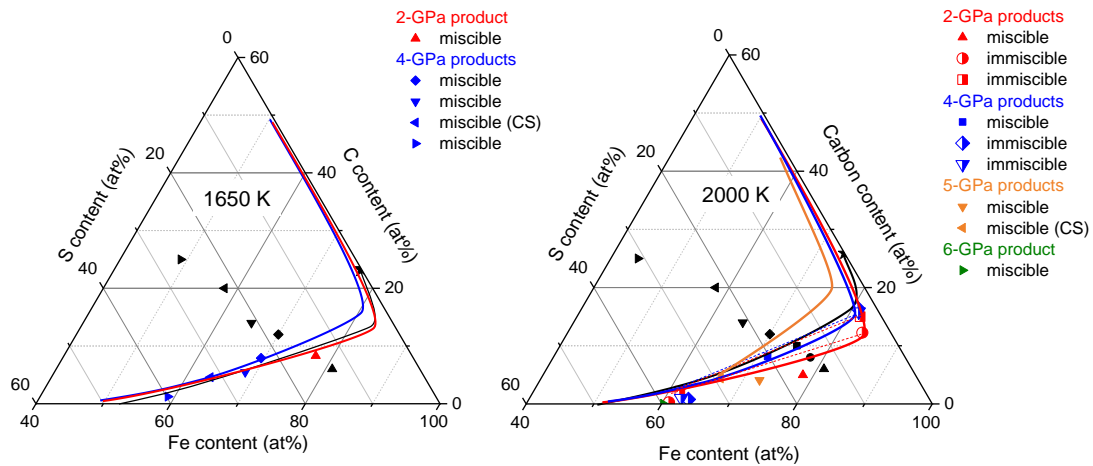 0
60
20
40
40
20
60
0
40
60
80
100
S content (at%)
C content (at%)
Fe content (at%)
1650 K
2-GPa product
miscible
4-GPa products
miscible
miscible
miscible (CS)
miscible
0
60
20
40
40
20
60
0
40
60
80
100
S content (at%)
Carbon content (at%)
Fe content (at%)
2000 K
2-GPa products
miscible
immiscible
immiscible
4-GPa products
miscible
immiscible
immiscible
5-GPa products
miscible
miscible (CS)
6-GPa product
miscible